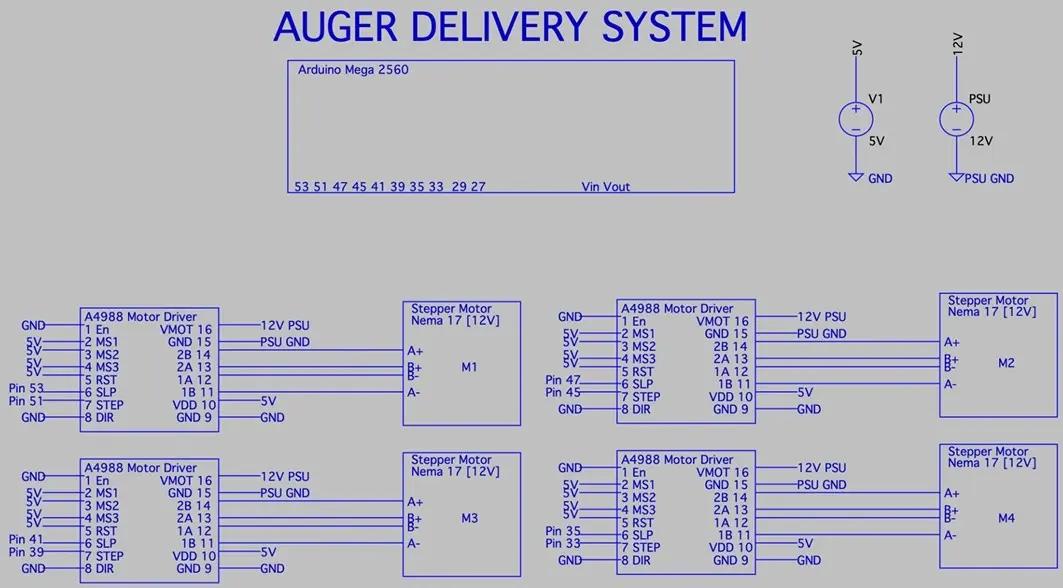 AUGER DELIVERY SYSTEM
Arduino Mega 2560
53 51 47 45 41 39 35 33 29 27 Vin Vout
5V
V1
5V
GND
12V
PSU
12V
PSU GND
A4988 Motor Driver
GND 1 En VMOT 16 12V PSU
5V 2 MS1 GND 15 PSU GND
5V 3 MS2 2B 14
5V 4 MS3 2A 13
5V 5 RST 1A 12
Pin 53 6 SLP 1B 11
Pin 51 7 STEP VDD 10 5V
GND 8 DIR GND 9 GND
Stepper Motor
Nema 17 [12V]
A+
B+ M1
B-
A-
A4988 Motor Driver
GND 1 En VMOT 16 12V PSU
5V 2 MS1 GND 15 PSU GND
5V 3 MS2 2B 14
5V 4 MS3 2A 13
5V 5 RST 1A 12
Pin 47 6 SLP 1B 11
Pin 45 7 STEP VDD 10 5V
GND 8 DIR GND 9 GND
Stepper Motor
Nema 17 [12V]
A+
B+ M2
B-
A-
A4988 Motor Driver
GND 1 En VMOT 16 12V PSU
5V 2 MS1 GND 15 PSU GND
5V 3 MS2 2B 14
5V 4 MS3 2A 13
5V 5 RST 1A 12
Pin 41 6 SLP 1B 11
Pin 39 7 STEP VDD 10 5V
GND 8 DIR GND 9 GND
Stepper Motor
Nema 17 [12V]
A+
B+ M3
B-
A-
A4988 Motor Driver
GND 1 En VMOT 16 12V PSU
5V 2 MS1 GND 15 PSU GND
5V 3 MS2 2B 14
5V 4 MS3 2A 13
5V 5 RST 1A 12
Pin 35 6 SLP 1B 11
Pin 33 7 STEP VDD 10 5V
GND 8 DIR GND 9 GND
Stepper Motor
Nema 17 [12V]
A+
B+ M4
B-
A-